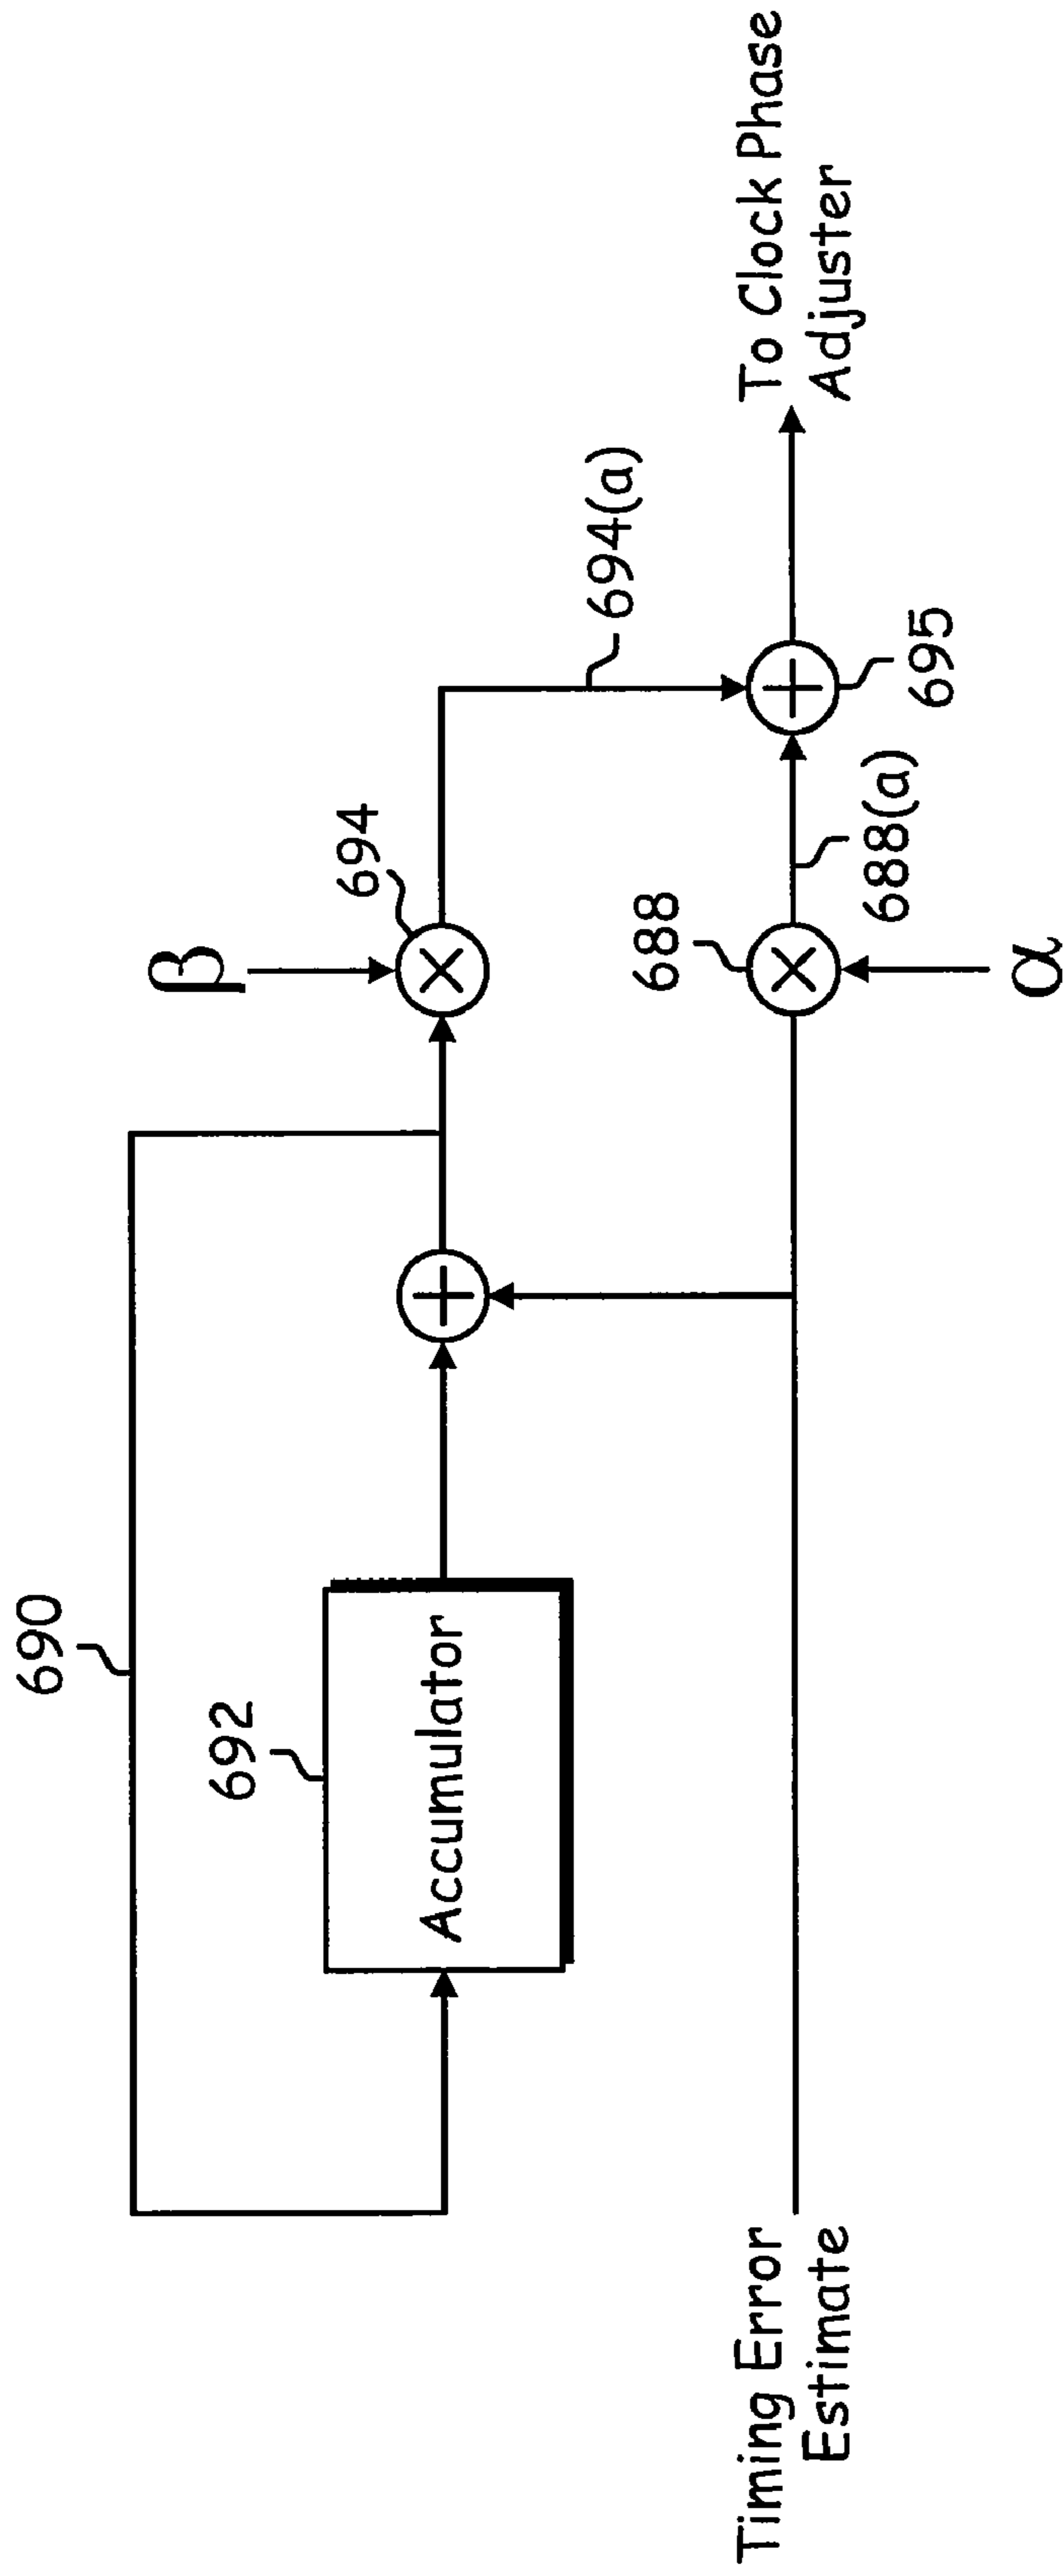 690
692
Accumulator
β
694
694(a)
Timing Error
Estimate
688
α
688(a)
695
To Clock Phase
Adjuster